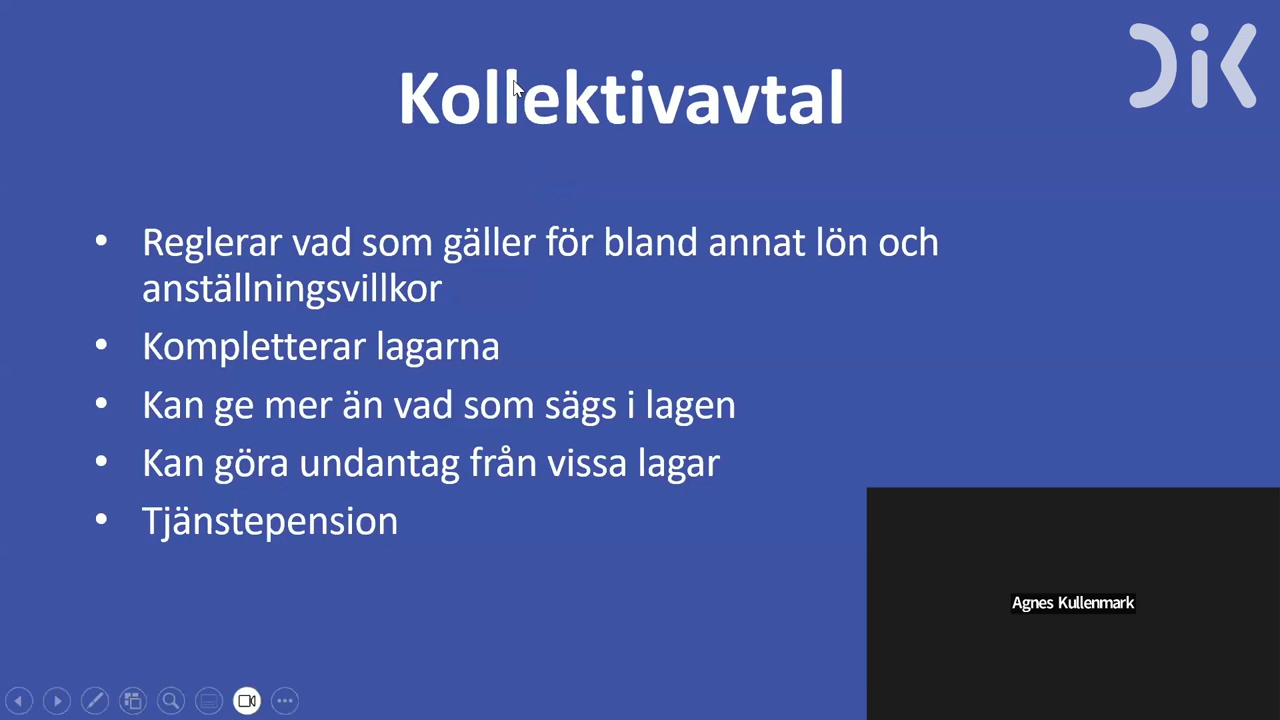 DiK
Kollektivavtal
• Reglerar vad som gäller för bland annat lön och
anställningsvillkor
• Kompletterar lagarna
• Kan ge mer än vad som sägs i lagen
• Kan göra undantag från vissa lagar
• Tjänstepension
Agnes Kullenmark